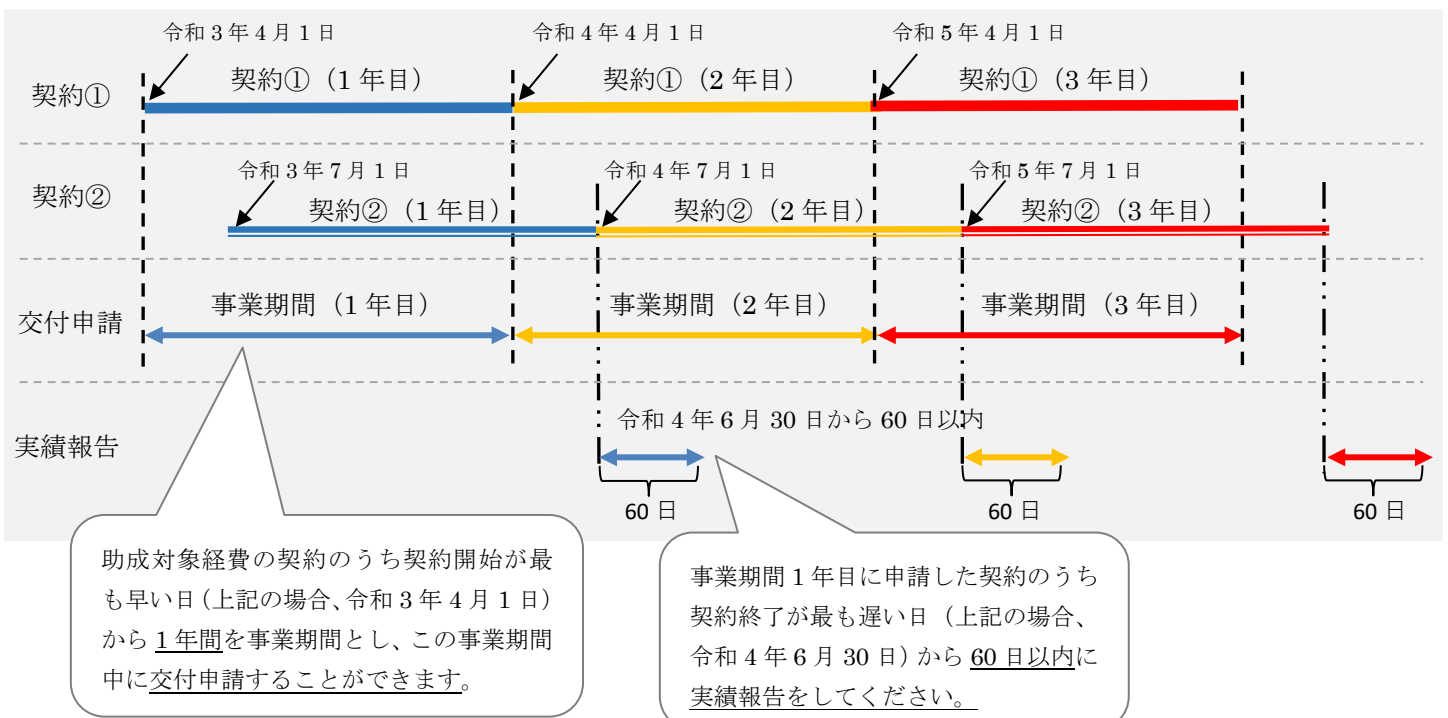 令和 3 年 4 月 1 日
令和 4 年 4 月 1 日
令和 5 年 4 月 1 日
契約①
契約①（1 年目）
契約①（2 年目）
契約①（3 年目）
令和 3 年 7 月 1 日
令和 4 年 7 月 1 日
令和 5 年 7 月 1 日
契約②
契約②（1 年目）
契約②（2 年目）
契約②（3 年目）
交付申請
事業期間（1 年目）
事業期間（2 年目）
事業期間（3 年目）
実績報告
令和 4 年 6 月 30 日から 60 日以内
60 日
60 日
60 日
助成対象経費の契約のうち契約開始が最
も早い日（上記の場合、令和 3 年 4 月 1 日）
から 1 年間を事業期間とし、この事業期間
中に交付申請することができます。
事業期間 1 年目に申請した契約のうち
契約終了が最も遅い日（上記の場合、
令和 4 年 6 月 30 日）から 60 日以内に
実績報告をしてください。